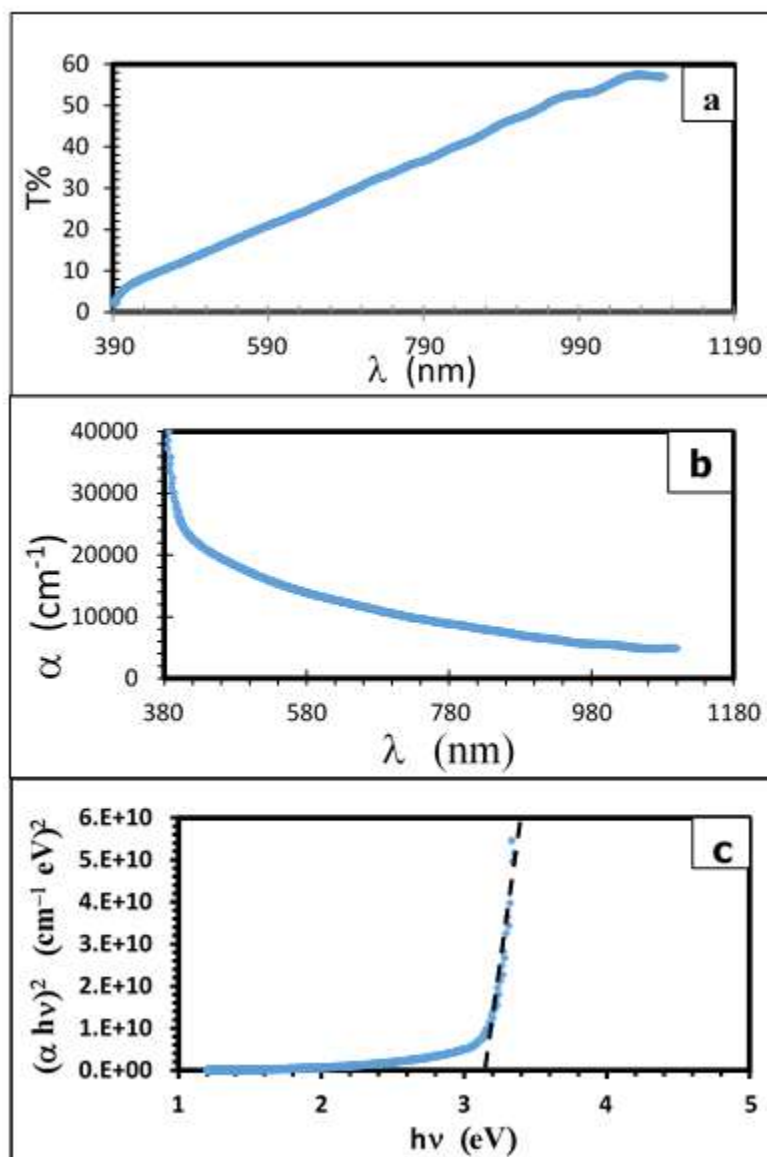 a
60
50
40
30
20
10
0
T%
390 590 790 990 1190
λ (nm)
b
40000
30000
20000
10000
0
α (cm⁻¹)
380 580 780 980 1180
λ (nm)
c
6.E+10
5.E+10
4.E+10
3.E+10
2.E+10
1.E+10
0.E+00
(α hν)² (cm⁻¹ eV)²
1 2 3 4 5
hν (eV)